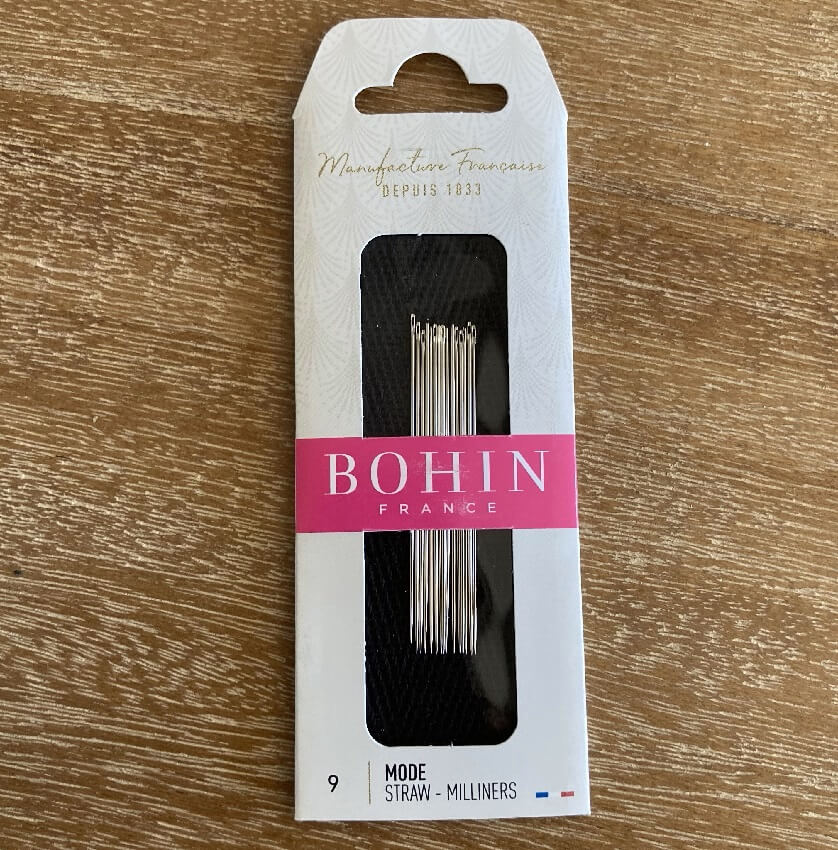 Manufacture Française
DEPUIS 1833
BOHIN
FRANCE
9
MODE
STRAW - MILLINERS